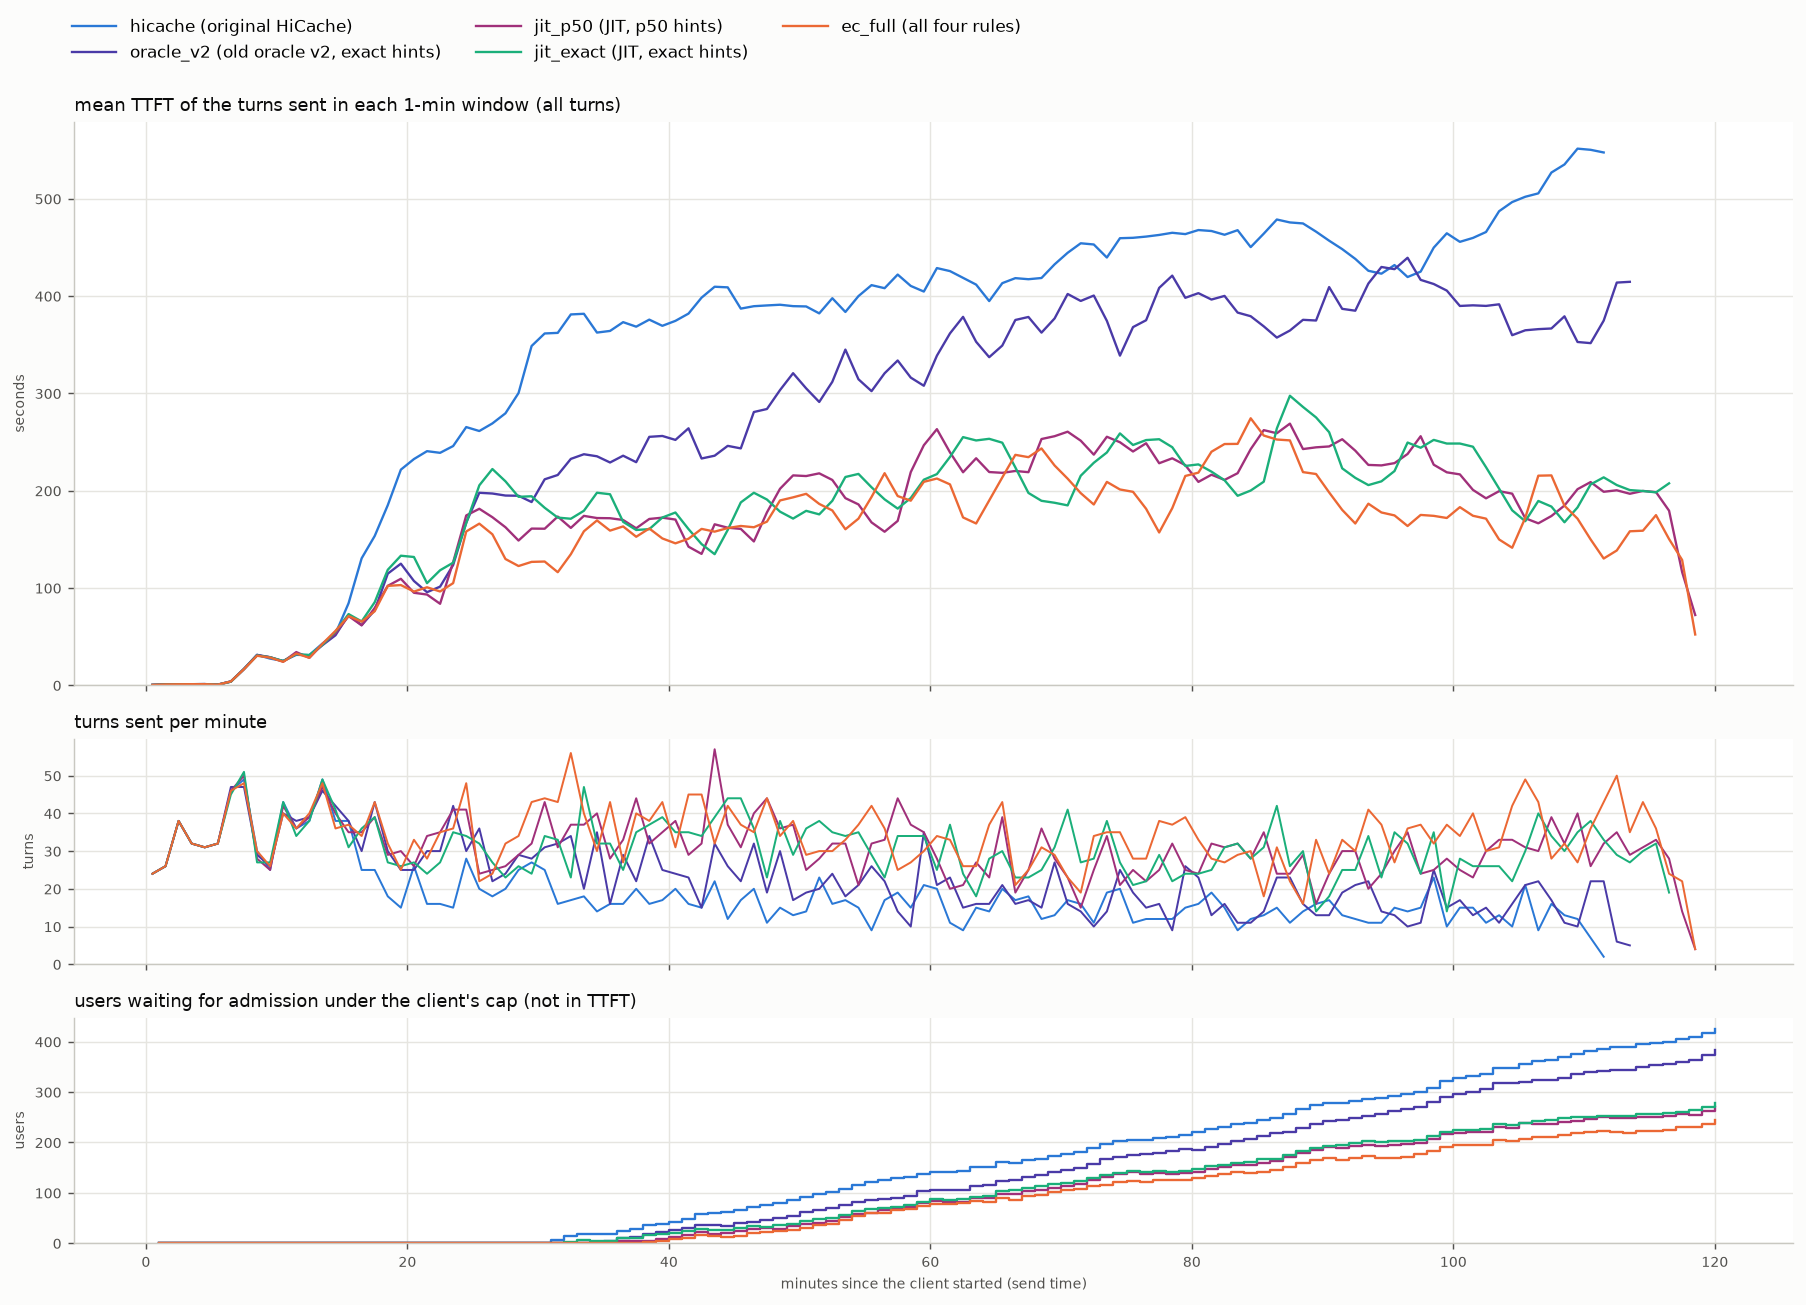 hicache (original HiCache)
oracle_v2 (old oracle v2, exact hints)
jit_p50 (JIT, p50 hints)
jit_exact (JIT, exact hints)
ec_full (all four rules)
mean TTFT of the turns sent in each 1-min window (all turns)
500
400
300
200
100
0
seconds
turns sent per minute
50
40
30
20
10
0
turns
users waiting for admission under the client's cap (not in TTFT)
400
300
200
100
0
users
0 20 40 60 80 100 120
minutes since the client started (send time)